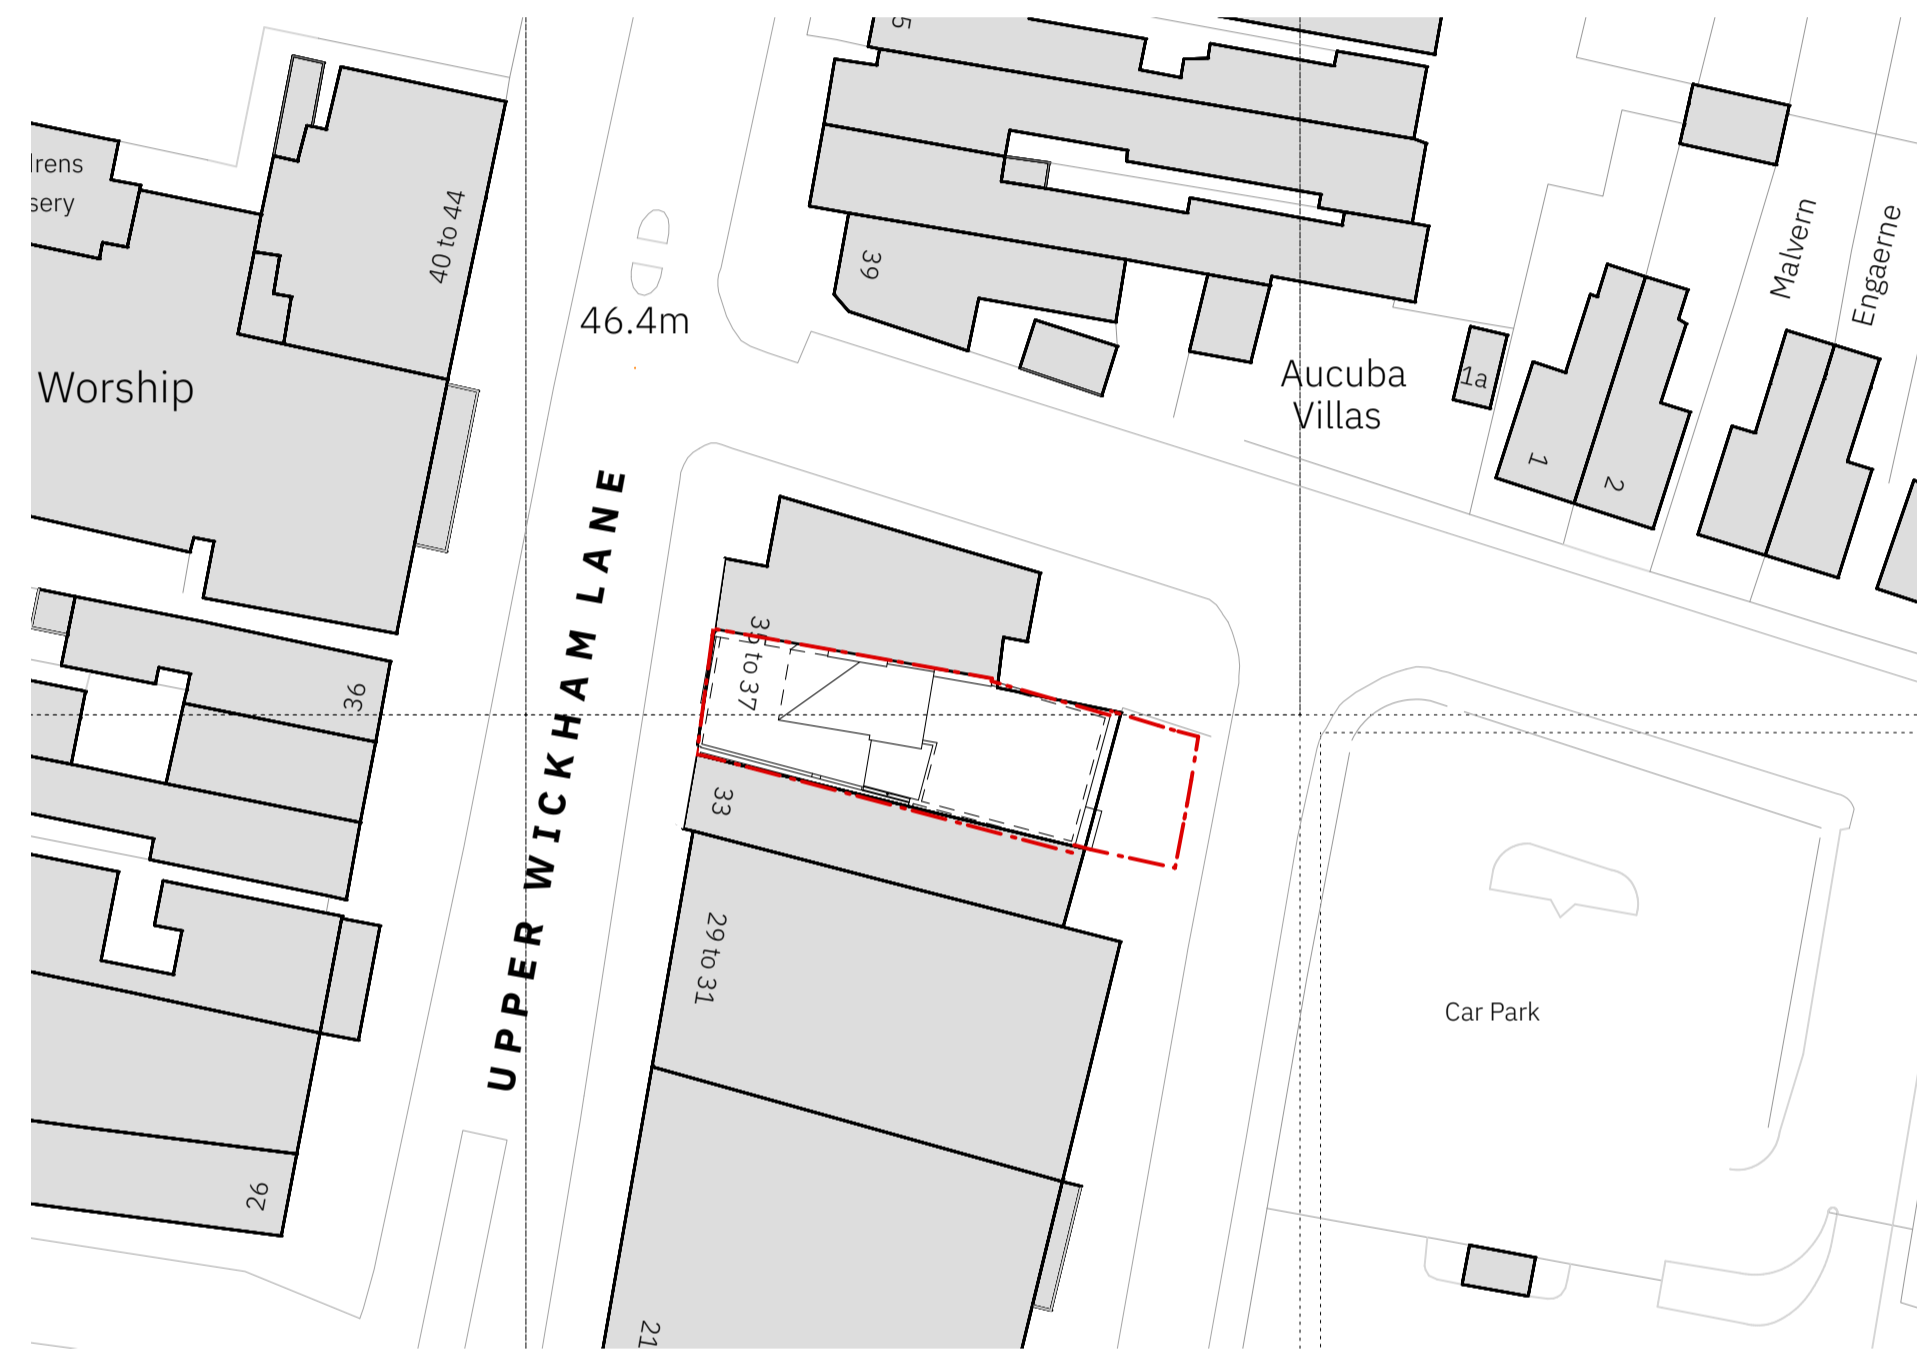 5
lrens
sery
40 to 44
Malvern
Engaerne
39
46.4m
Worship
Aucuba
Villas
1a
1
2
UPPER WICKHAM LANE
35 to 37
36
33
29 to 31
Car Park
26
21